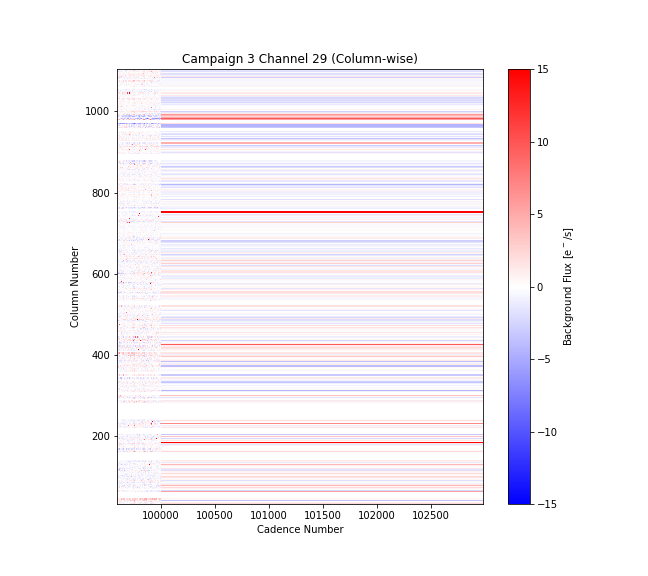 Campaign 3 Channel 29 (Column-wise)
1000
800
600
400
200
Column Number
100000 100500 101000 101500 102000 102500
Cadence Number
15
10
5
0
−5
−10
−15
Background Flux [e⁻/s]